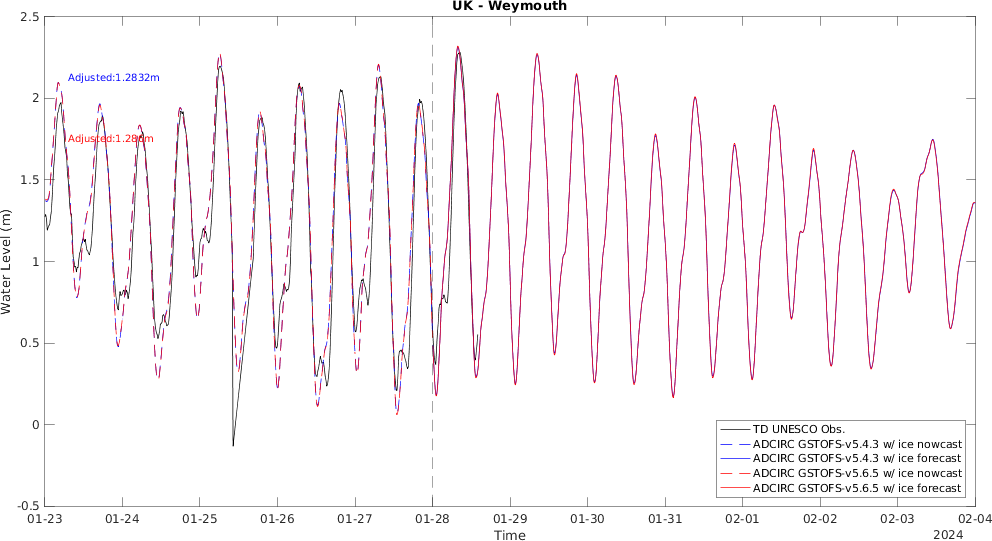 UK - Weymouth
Water Level (m)
2.5
2
1.5
1
0.5
0
-0.5
Adjusted:1.2832m
01-23
01-24
01-25
01-26
01-27
01-28
01-29
01-30
01-31
02-01
02-02
02-03
02-04
Time
2024
TD UNESCO Obs.
ADCIRC GSTOFS-v5.4.3 w/ ice nowcast
ADCIRC GSTOFS-v5.4.3 w/ ice forecast
ADCIRC GSTOFS-v5.6.5 w/ ice nowcast
ADCIRC GSTOFS-v5.6.5 w/ ice forecast